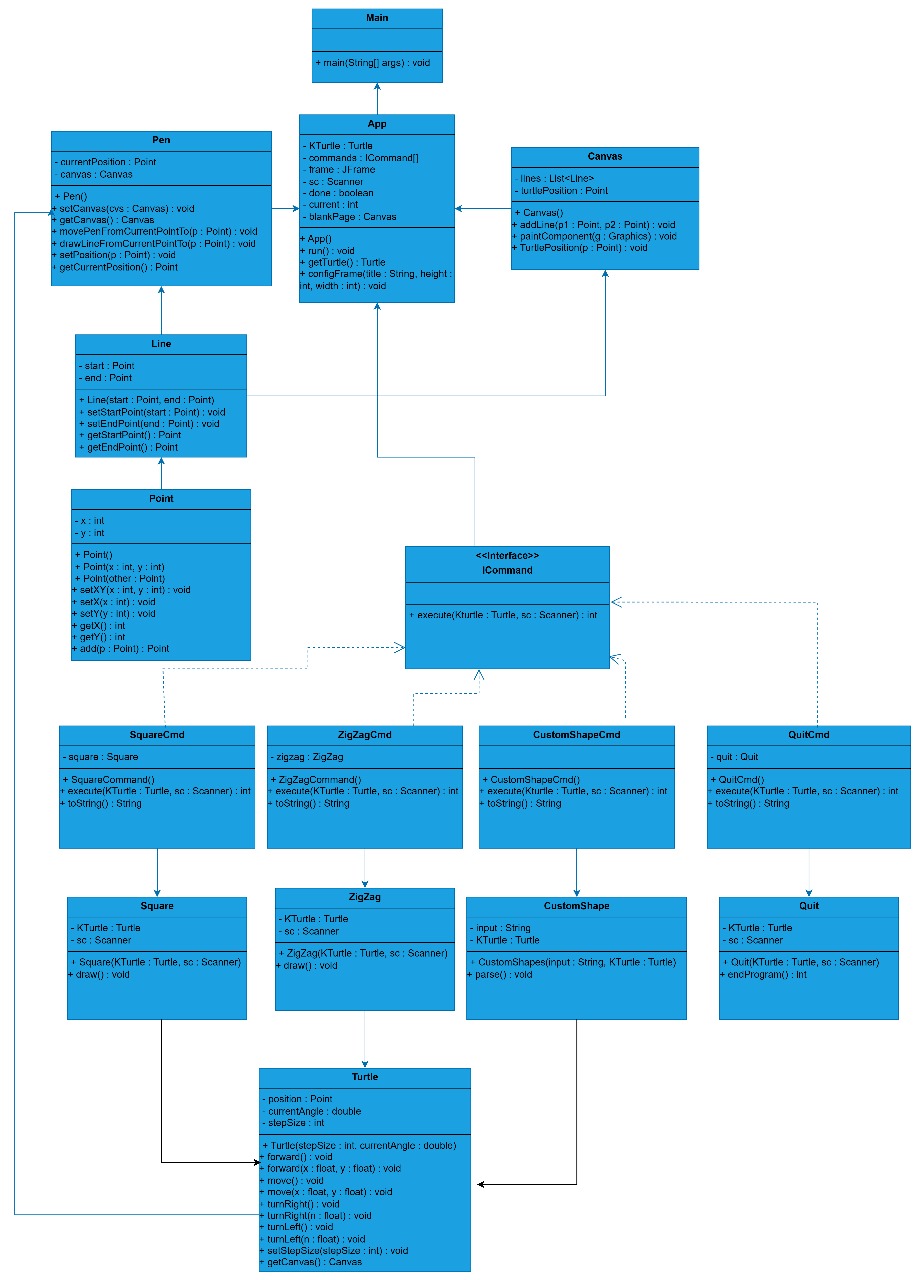 Main
+ main(String[] args) : void
App
- KTurtle : Turtle
- commands : ICommand[]
- frame : JFrame
- sc : Scanner
- done : boolean
- current : int
- blankPage : Canvas
+ App()
+ run() : void
+ getTurtle() : Turtle
+ configFrame(title : String, height :
int, width : int) : void
Pen
- currentPosition : Point
- canvas : Canvas
+ Pen()
+ setCanvas(cvs : Canvas) : void
+ getCanvas() : Canvas
+ movePenFromCurrentPointTo(p : Point) : void
+ drawLineFromCurrentPointTo(p : Point) : void
+ setPosition(p : Point) : void
+ getCurrentPosition() : Point
Canvas
- lines : List<Line>
- turtlePosition : Point
+ Canvas()
+ addLine(p1 : Point, p2 : Point)
+ paintComponent(g : Graphics) : void
+ TurtlePosition(p : Point) : void
Line
- start : Point
- end : Point
+ Line(start : Point, end : Point)
+ setStartPoint(start : Point) : void
+ setEndPoint(end : Point) : void
+ getStartPoint() : Point
+ getEndPoint() : Point
Point
- x : int
- y : int
+ Point()
+ Point(x : int, y : int)
+ Point(other : Point)
+ setXY(x : int, y : int) : void
+ setX(x : int) : void
+ setY(y : int) : void
+ getX() : int
+ getY() : int
+ add(p : Point) : Point
<<Interface>>
ICommand
+ execute(Kturtle : Turtle, sc : Scanner) : int
SquareCmd
- square : Square
+ SquareCommand()
+ execute(KTurtle : Turtle, sc : Scanner) : int
+ toString() : String
ZigZagCmd
- zigzag : ZigZag
+ ZigZagCommand()
+ execute(KTurtle : Turtle, sc : Scanner) : int
+ toString() : String
CustomShapeCmd
+ CustomShapeCmd()
+ execute(Kturtle : Turtle, sc : Scanner) : int
+ toString() : String
QuitCmd
- quit : Quit
+ QuitCmd()
+ execute(KTurtle : Turtle, sc : Scanner) : int
+ toString() : String
Square
- KTurtle : Turtle
- sc : Scanner
+ Square(KTurtle : Turtle, sc : Scanner)
+ draw() : void
ZigZag
- KTurtle : Turtle
- sc : Scanner
+ ZigZag(KTurtle : Turtle, sc : Scanner)
+ draw() : void
CustomShape
- input : String
- KTurtle : Turtle
+ CustomShapes(input : String, KTurtle : Turtle)
+ parse() : void
Quit
- KTurtle : Turtle
- sc : Scanner
+ Quit(KTurtle : Turtle, sc : Scanner)
+ endProgram() : int
Turtle
- position : Point
- currentAngle : double
- stepSize : int
+ Turtle(stepSize : int, currentAngle : double)
+ forward() : void
+ forward(x : float, y : float) : void
+ move() : void
+ move(x : float, y : float) : void
+ turnRight() : void
+ turnRight(n : float) : void
+ turnLeft() : void
+ turnLeft(n : float) : void
+ setStepSize(stepSize : int) : void
+ getCanvas() : Canvas